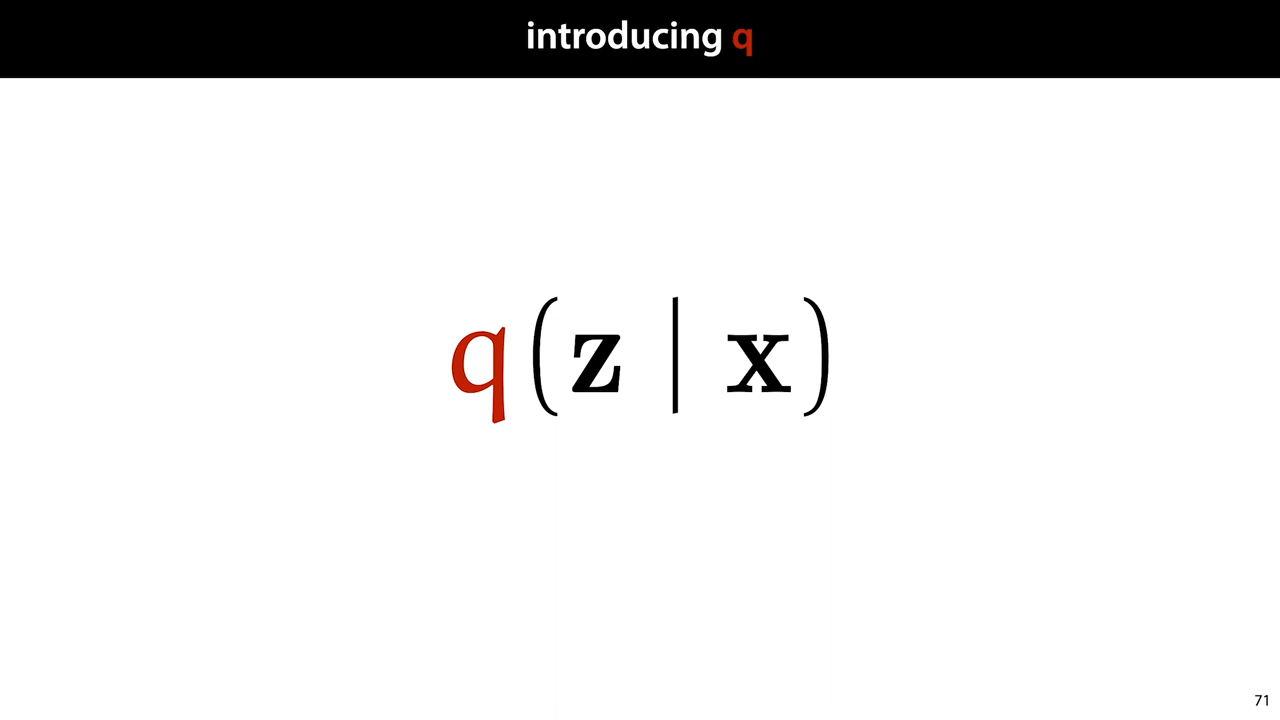 introducing q
q(z | x)
71